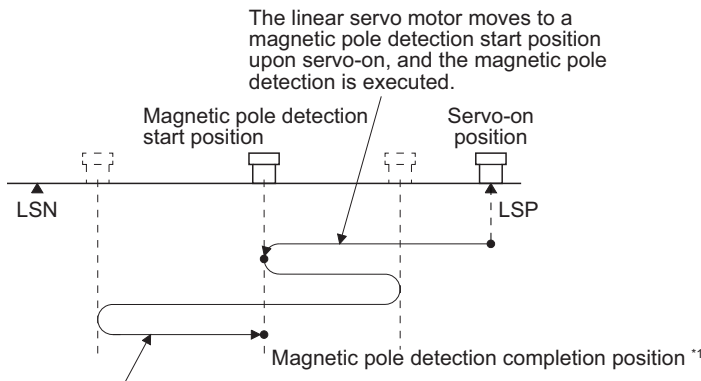 The linear servo motor moves to a
magnetic pole detection start position
upon servo-on, and the magnetic pole
detection is executed.
Magnetic pole detection
start position
Servo-on
position
LSN
LSP
Magnetic pole detection completion position *1